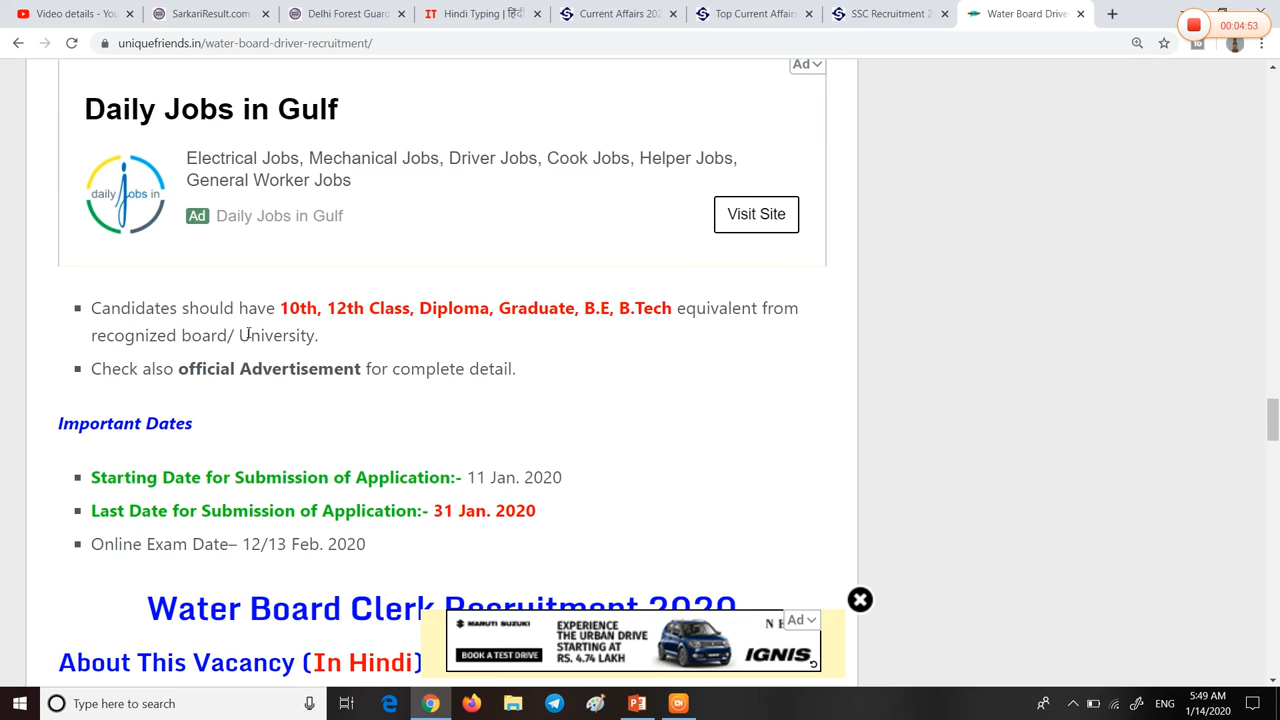 Video details - You
SarkariResult.com
Delhi Forest Guar
Hindi Typing | इंडि
Current Affairs 202
Top Current Affairs
SSC Recruitment 2
Water Board Drive
00:04:53
uniquefriends.in/water-board-driver-recruitment/
Ad
Daily Jobs in Gulf
daily jobs in
Electrical Jobs, Mechanical Jobs, Driver Jobs, Cook Jobs, Helper Jobs,
General Worker Jobs
Ad Daily Jobs in Gulf
Visit Site
Candidates should have 10th, 12th Class, Diploma, Graduate, B.E, B.Tech equivalent from
recognized board/ University.
Check also official Advertisement for complete detail.
Important Dates
Starting Date for Submission of Application:- 11 Jan. 2020
Last Date for Submission of Application:- 31 Jan. 2020
Online Exam Date– 12/13 Feb. 2020
Water Board Clerk Recruitment 2020
About This Vacancy (In Hindi)
MARUTI SUZUKI
BOOK A TEST DRIVE
EXPERIENCE
THE URBAN DRIVE
STARTING AT
RS. 4.74 LAKH
Ad
IGNIS
Type here to search
ENG
5:49 AM
1/14/2020